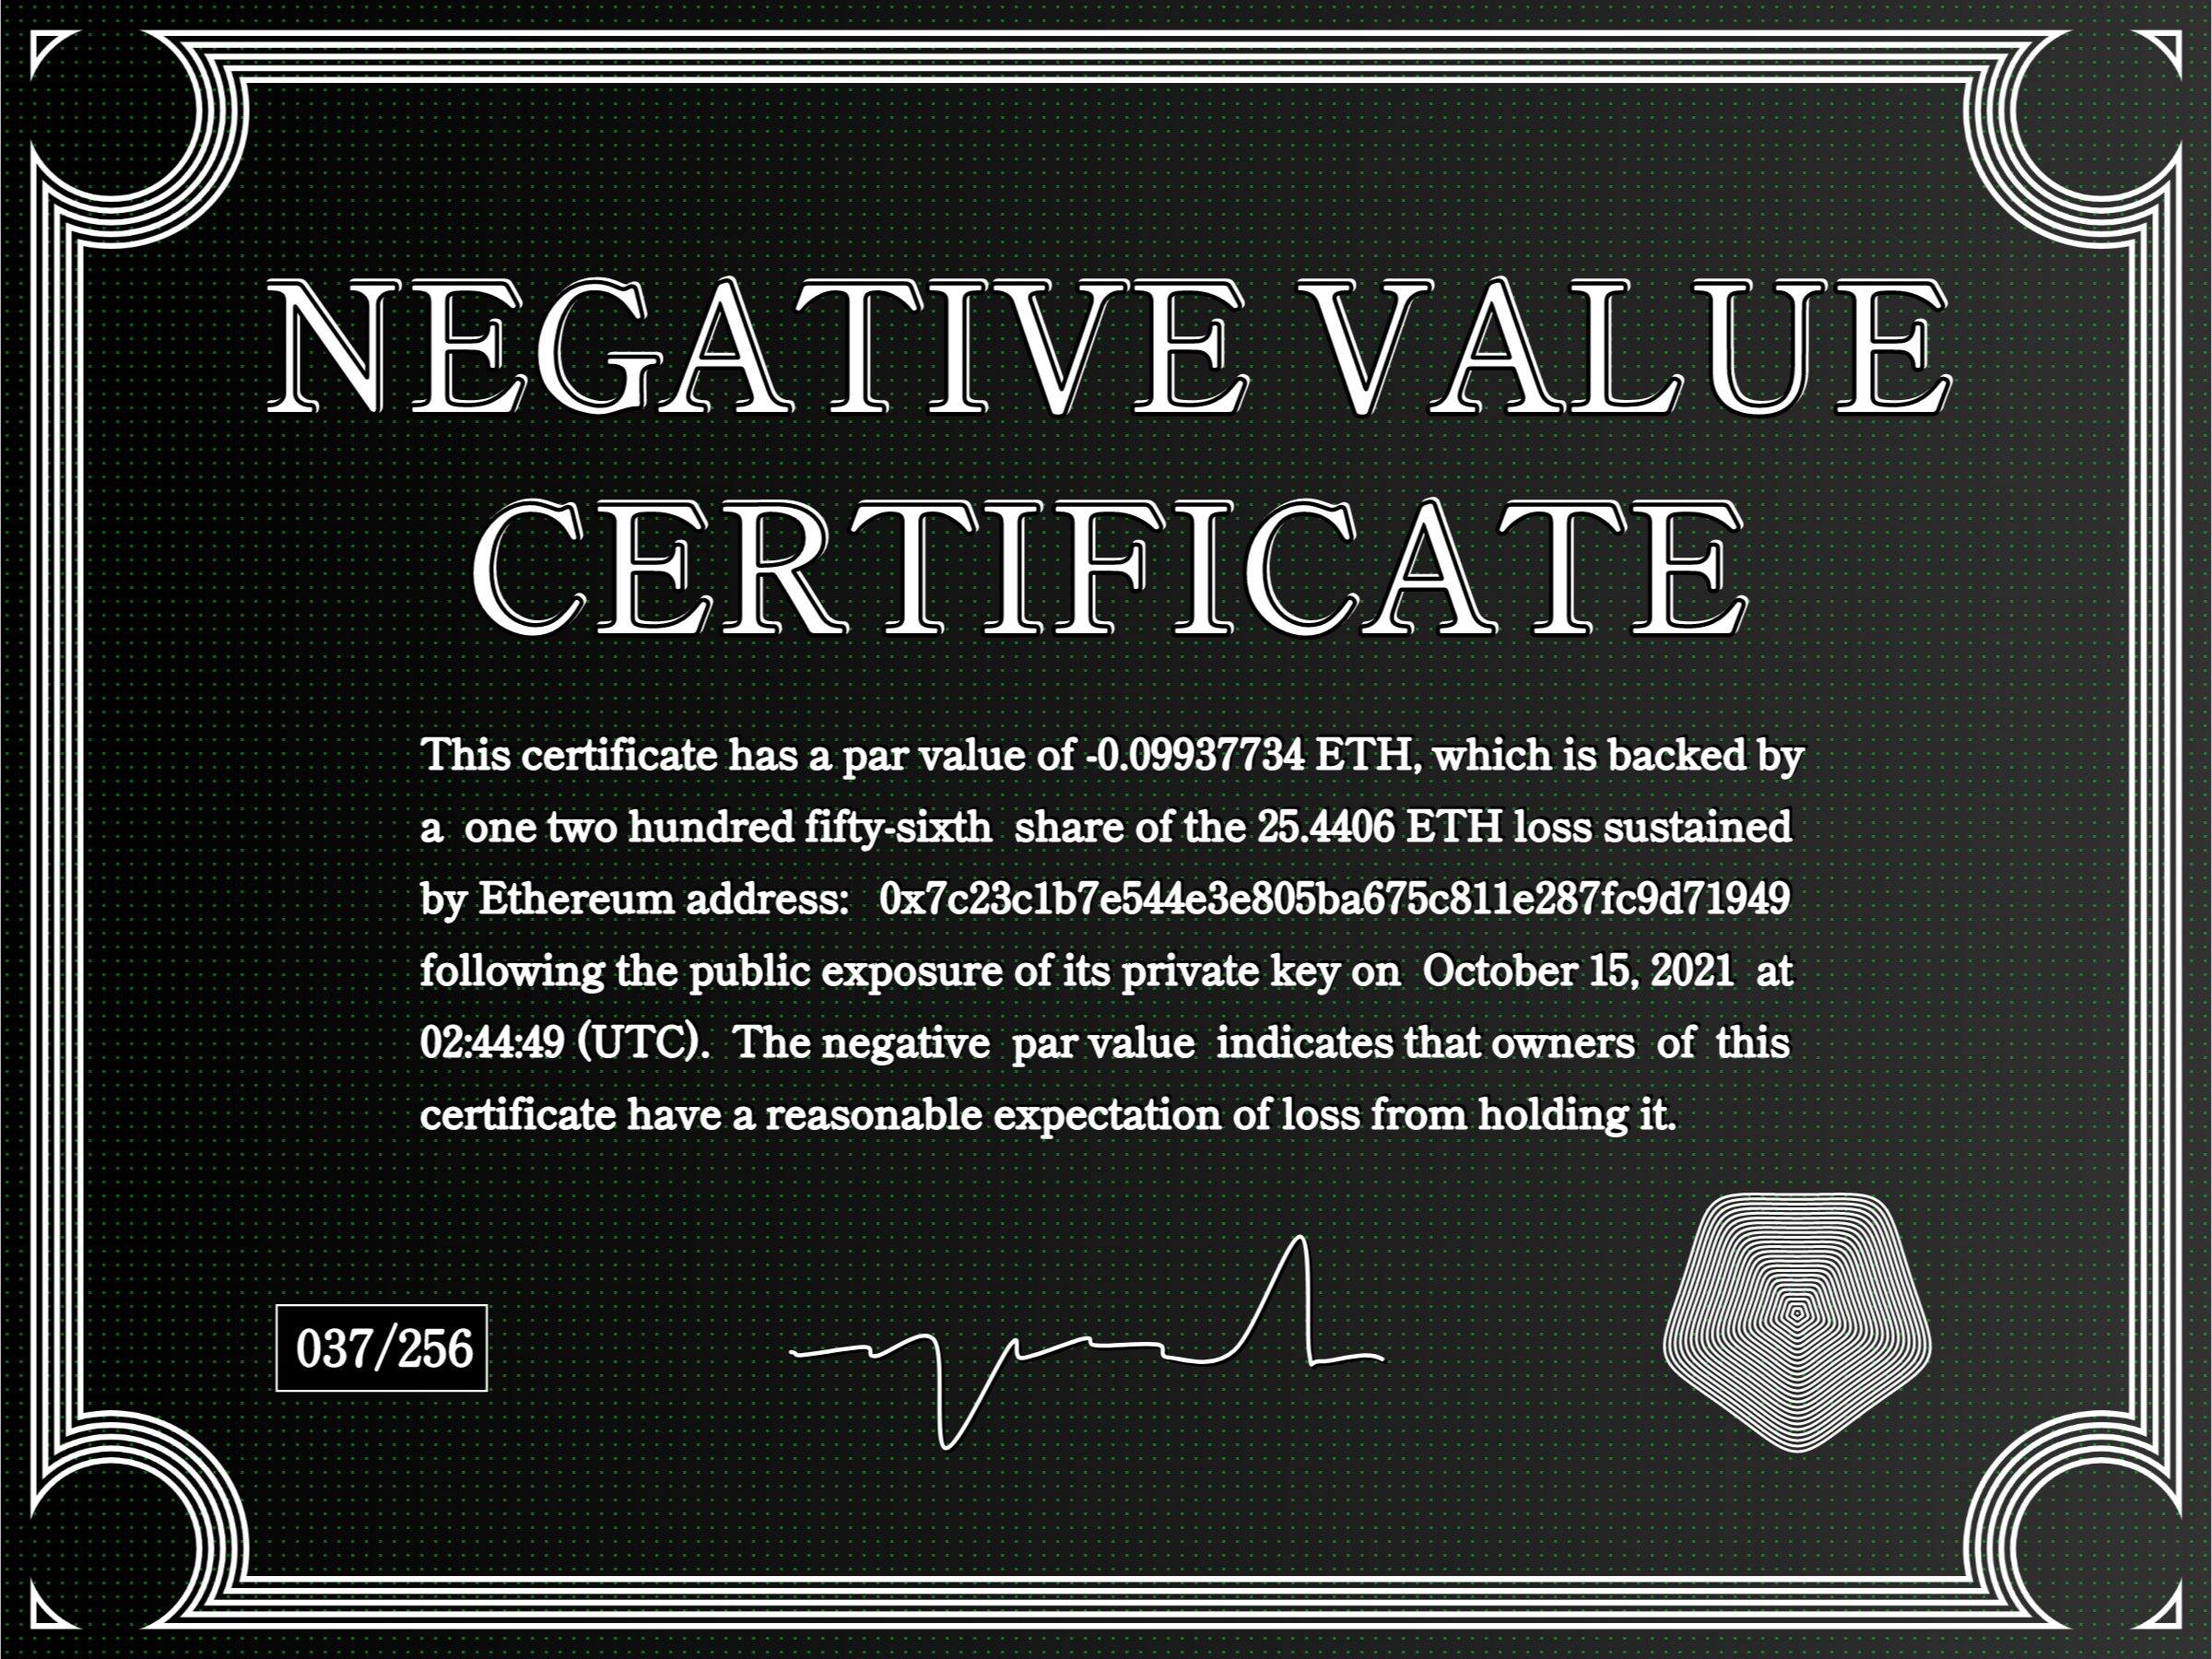 NEGATIVE VALUE
CERTIFICATE
This certificate has a par value of -0.09937734 ETH, which is backed by
a one two hundred fifty-sixth share of the 25.4406 ETH loss sustained
by Ethereum address: 0x7c23c1b7e544e3e805ba675c811e287fc9d71949
following the public exposure of its private key on October 15, 2021 at
02:44:49 (UTC). The negative par value indicates that owners of this
certificate have a reasonable expectation of loss from holding it.
037/256